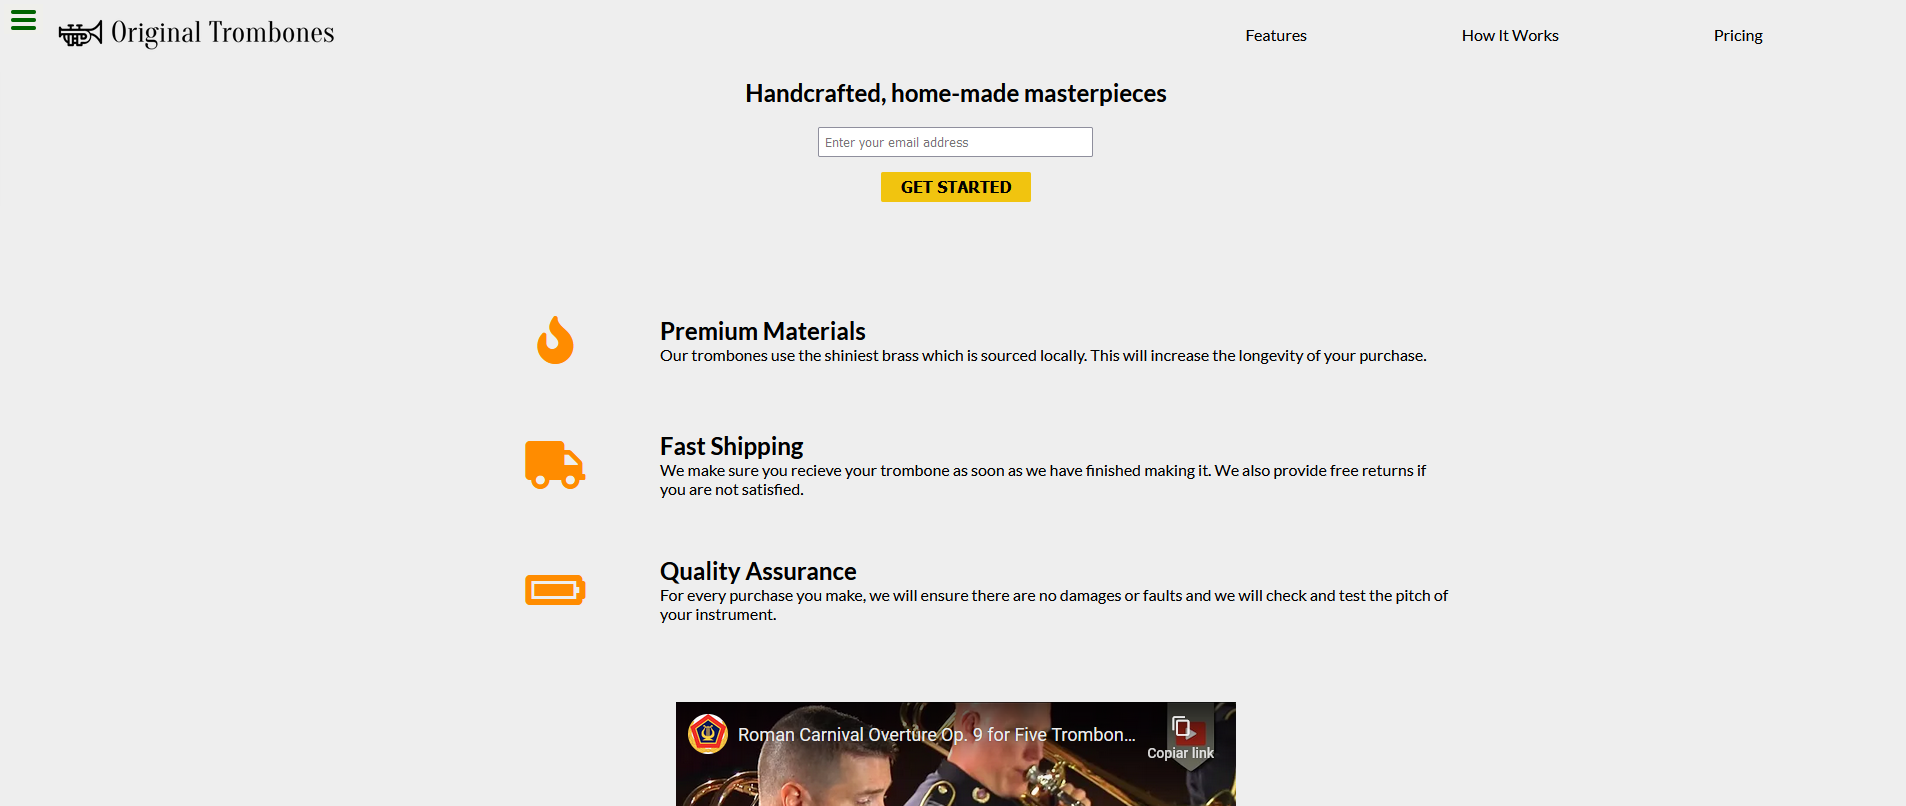 Original Trombones
Features
How It Works
Pricing
Handcrafted, home-made masterpieces
Enter your email address
GET STARTED
Premium Materials
Our trombones use the shiniest brass which is sourced locally. This will increase the longevity of your purchase.
Fast Shipping
We make sure you recieve your trombone as soon as we have finished making it. We also provide free returns if
you are not satisfied.
Quality Assurance
For every purchase you make, we will ensure there are no damages or faults and we will check and test the pitch of
your instrument.
Roman Carnival Overture Op. 9 for Five Trombon...
Copiar link